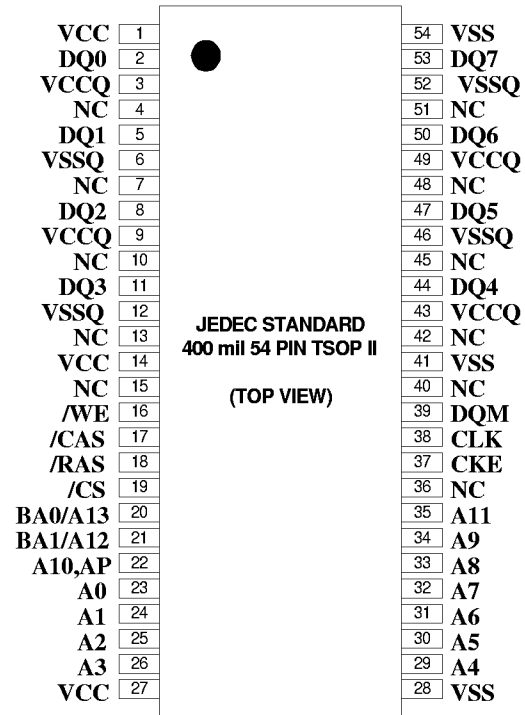 VCC 1 54 VSS
DQ0 2 53 DQ7
VCCQ 3 52 VSSQ
NC 4 51 NC
DQ1 5 50 DQ6
VSSQ 6 49 VCCQ
NC 7 48 NC
DQ2 8 47 DQ5
VCCQ 9 46 VSSQ
NC 10 45 NC
DQ3 11 44 DQ4
VSSQ 12 43 VCCQ
NC 13 42 NC
VCC 14 41 VSS
NC 15 40 NC
/WE 16 39 DQM
/CAS 17 38 CLK
/RAS 18 37 CKE
/CS 19 36 NC
BA0/A13 20 35 A11
BA1/A12 21 34 A9
A10,AP 22 33 A8
A0 23 32 A7
A1 24 31 A6
A2 25 30 A5
A3 26 29 A4
VCC 27 28 VSS
JEDEC STANDARD
400 mil 54 PIN TSOP II
(TOP VIEW)